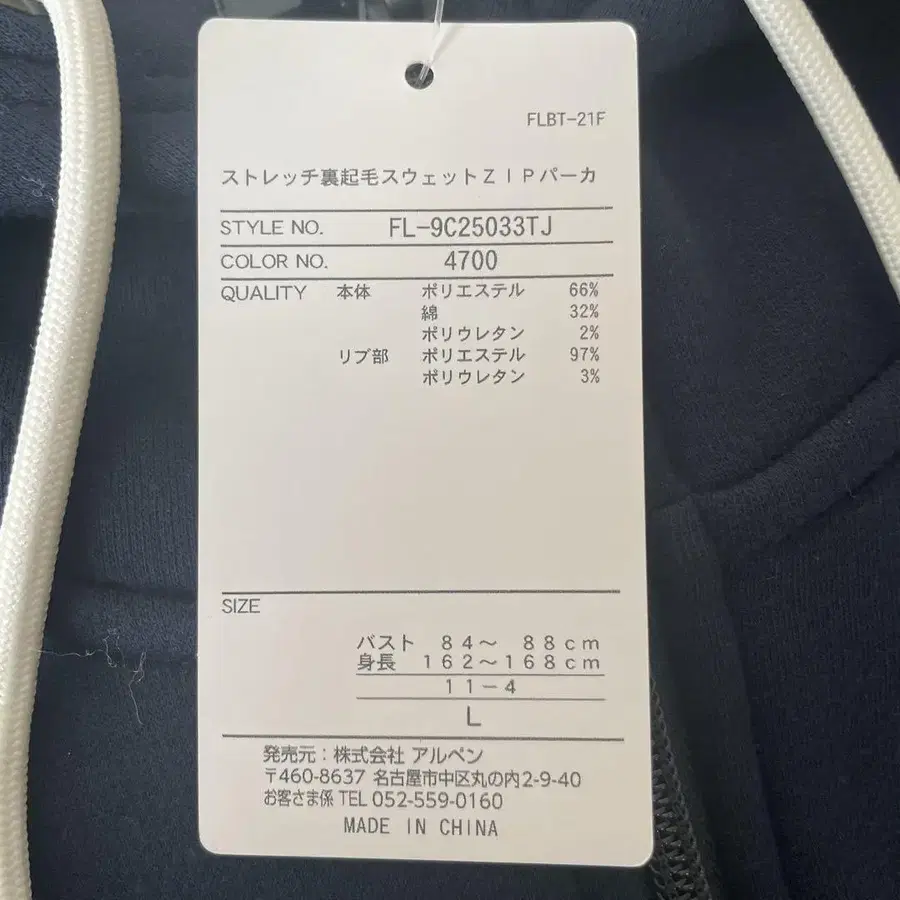 FLBT-21F
ストレッチ裏起毛スウェットZIPパーカ
STYLE NO. FL-9C25033TJ
COLOR NO. 4700
QUALITY 本体 ポリエステル 66%
綿 32%
ポリウレタン 2%
リブ部 ポリエステル 97%
ポリウレタン 3%
SIZE
バスト 84〜 88cm
身長 162〜168cm
11-4
L
発売元:株式会社 アルペン
〒460-8637 名古屋市中区丸の内2-9-40
お客さま係 TEL 052-559-0160
MADE IN CHINA